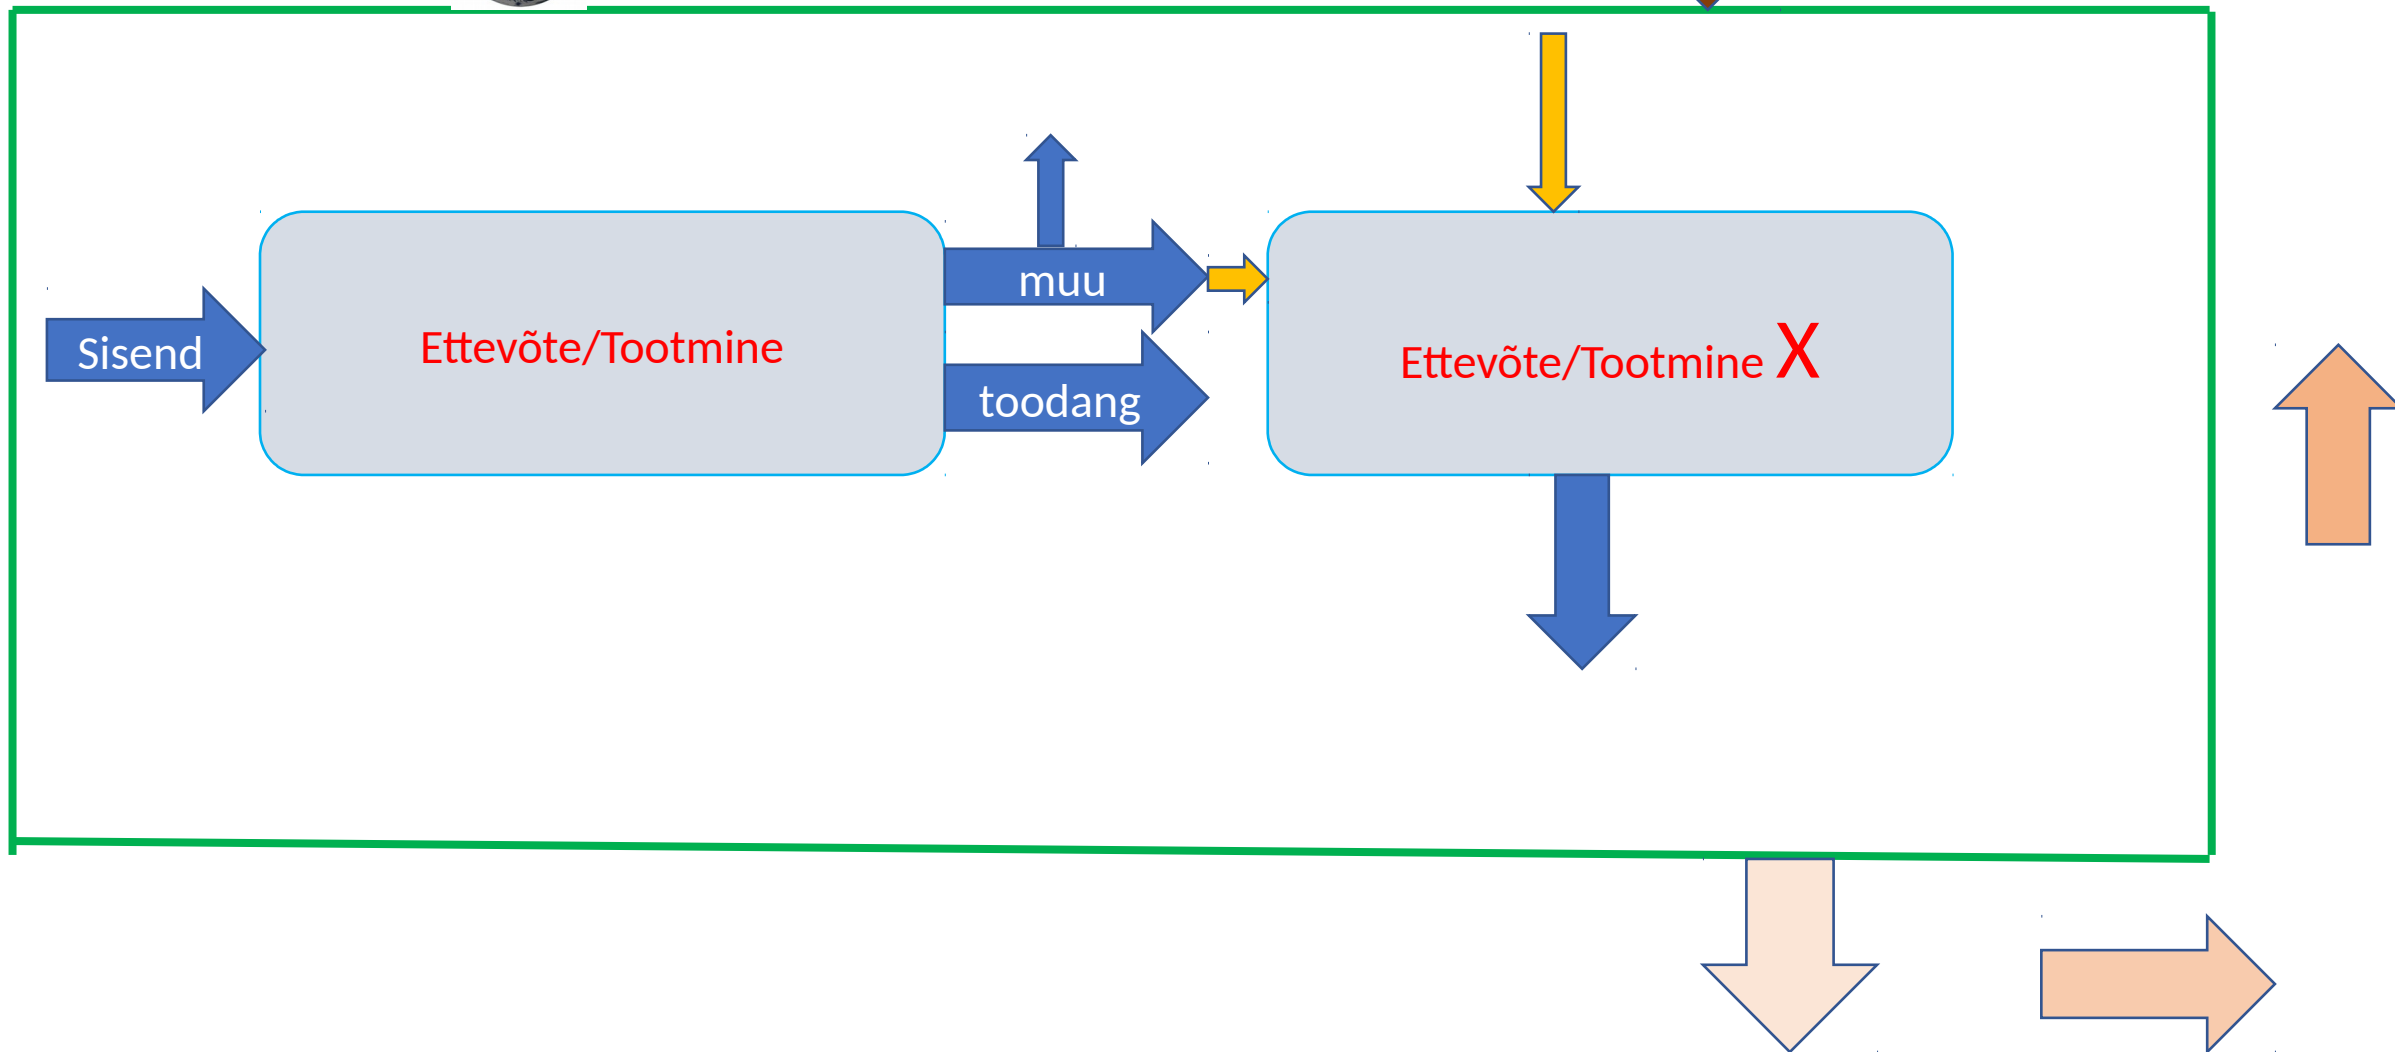 Sisend
Ettevõte/Tootmine
muu
toodang
Ettevõte/Tootmine X